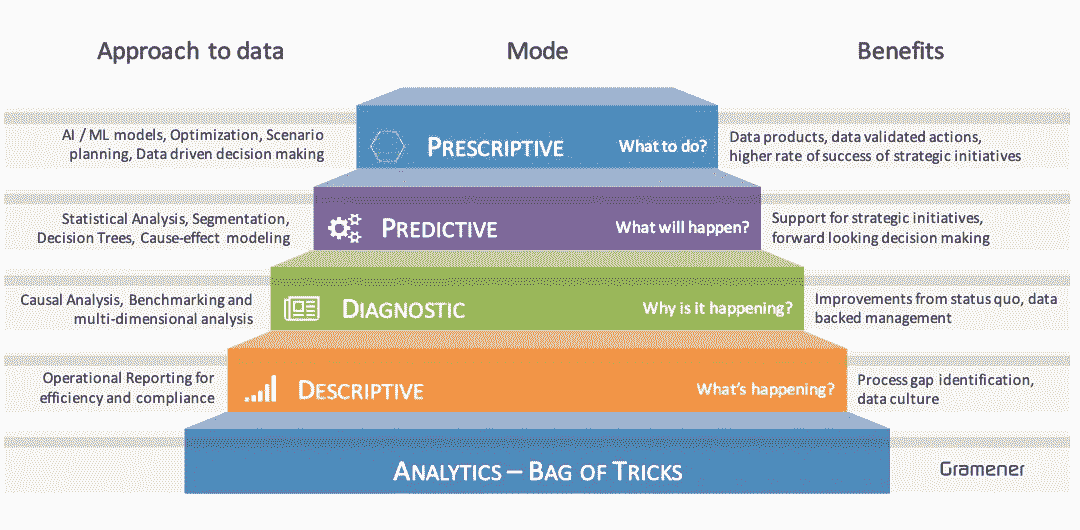 Approach to data
Mode
Benefits
AI / ML models, Optimization, Scenario
planning, Data driven decision making
PRESCRIPTIVE
What to do?
Data products, data validated actions,
higher rate of success of strategic initiatives
Statistical Analysis, Segmentation,
Decision Trees, Cause-effect modeling
PREDICTIVE
What will happen?
Support for strategic initiatives,
forward looking decision making
Causal Analysis, Benchmarking and
multi-dimensional analysis
DIAGNOSTIC
Why is it happening?
Improvements from status quo, data
backed management
Operational Reporting for
efficiency and compliance
DESCRIPTIVE
What's happening?
Process gap identification,
data culture
ANALYTICS – BAG OF TRICKS
Gramener